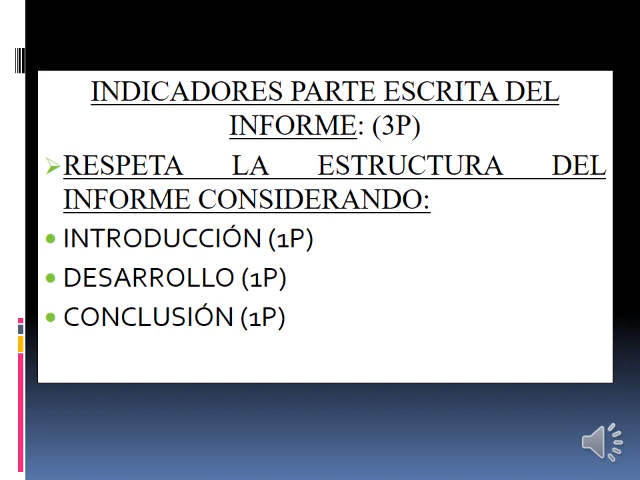 INDICADORES PARTE ESCRITA DEL
INFORME: (3P)
RESPETA LA ESTRUCTURA DEL
INFORME CONSIDERANDO:
INTRODUCCIÓN (1P)
DESARROLLO (1P)
CONCLUSIÓN (1P)